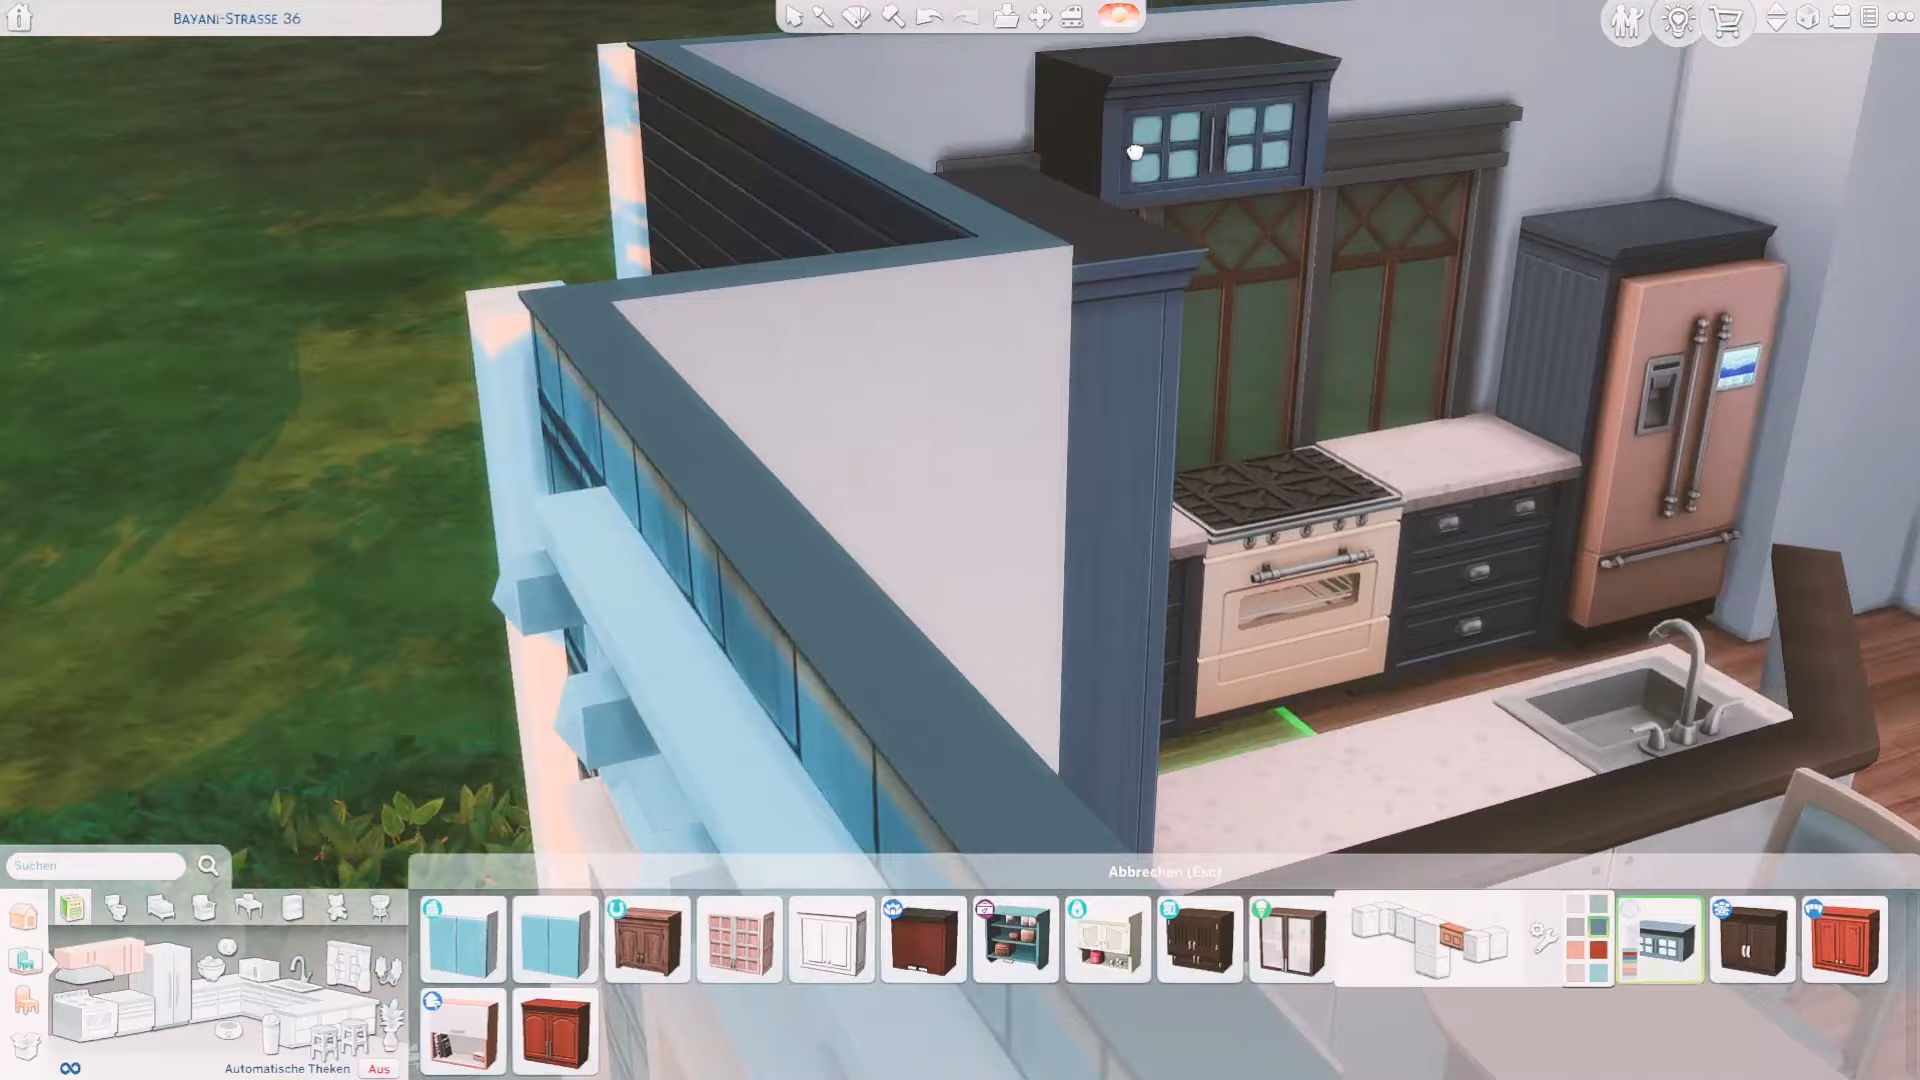 BAYANI-STRASSE 36
Abbrechen (Esc)
Suchen
Automatische Theken Aus